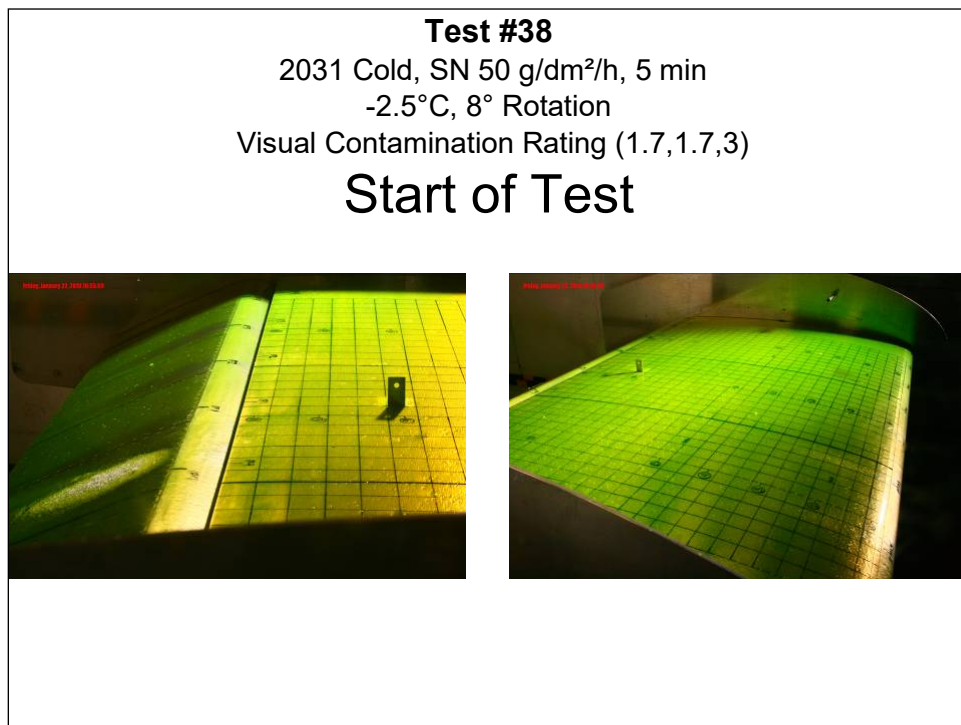 Test #38
2031 Cold, SN 50 g/dm²/h, 5 min
-2.5°C, 8° Rotation
Visual Contamination Rating (1.7,1.7,3)
Start of Test